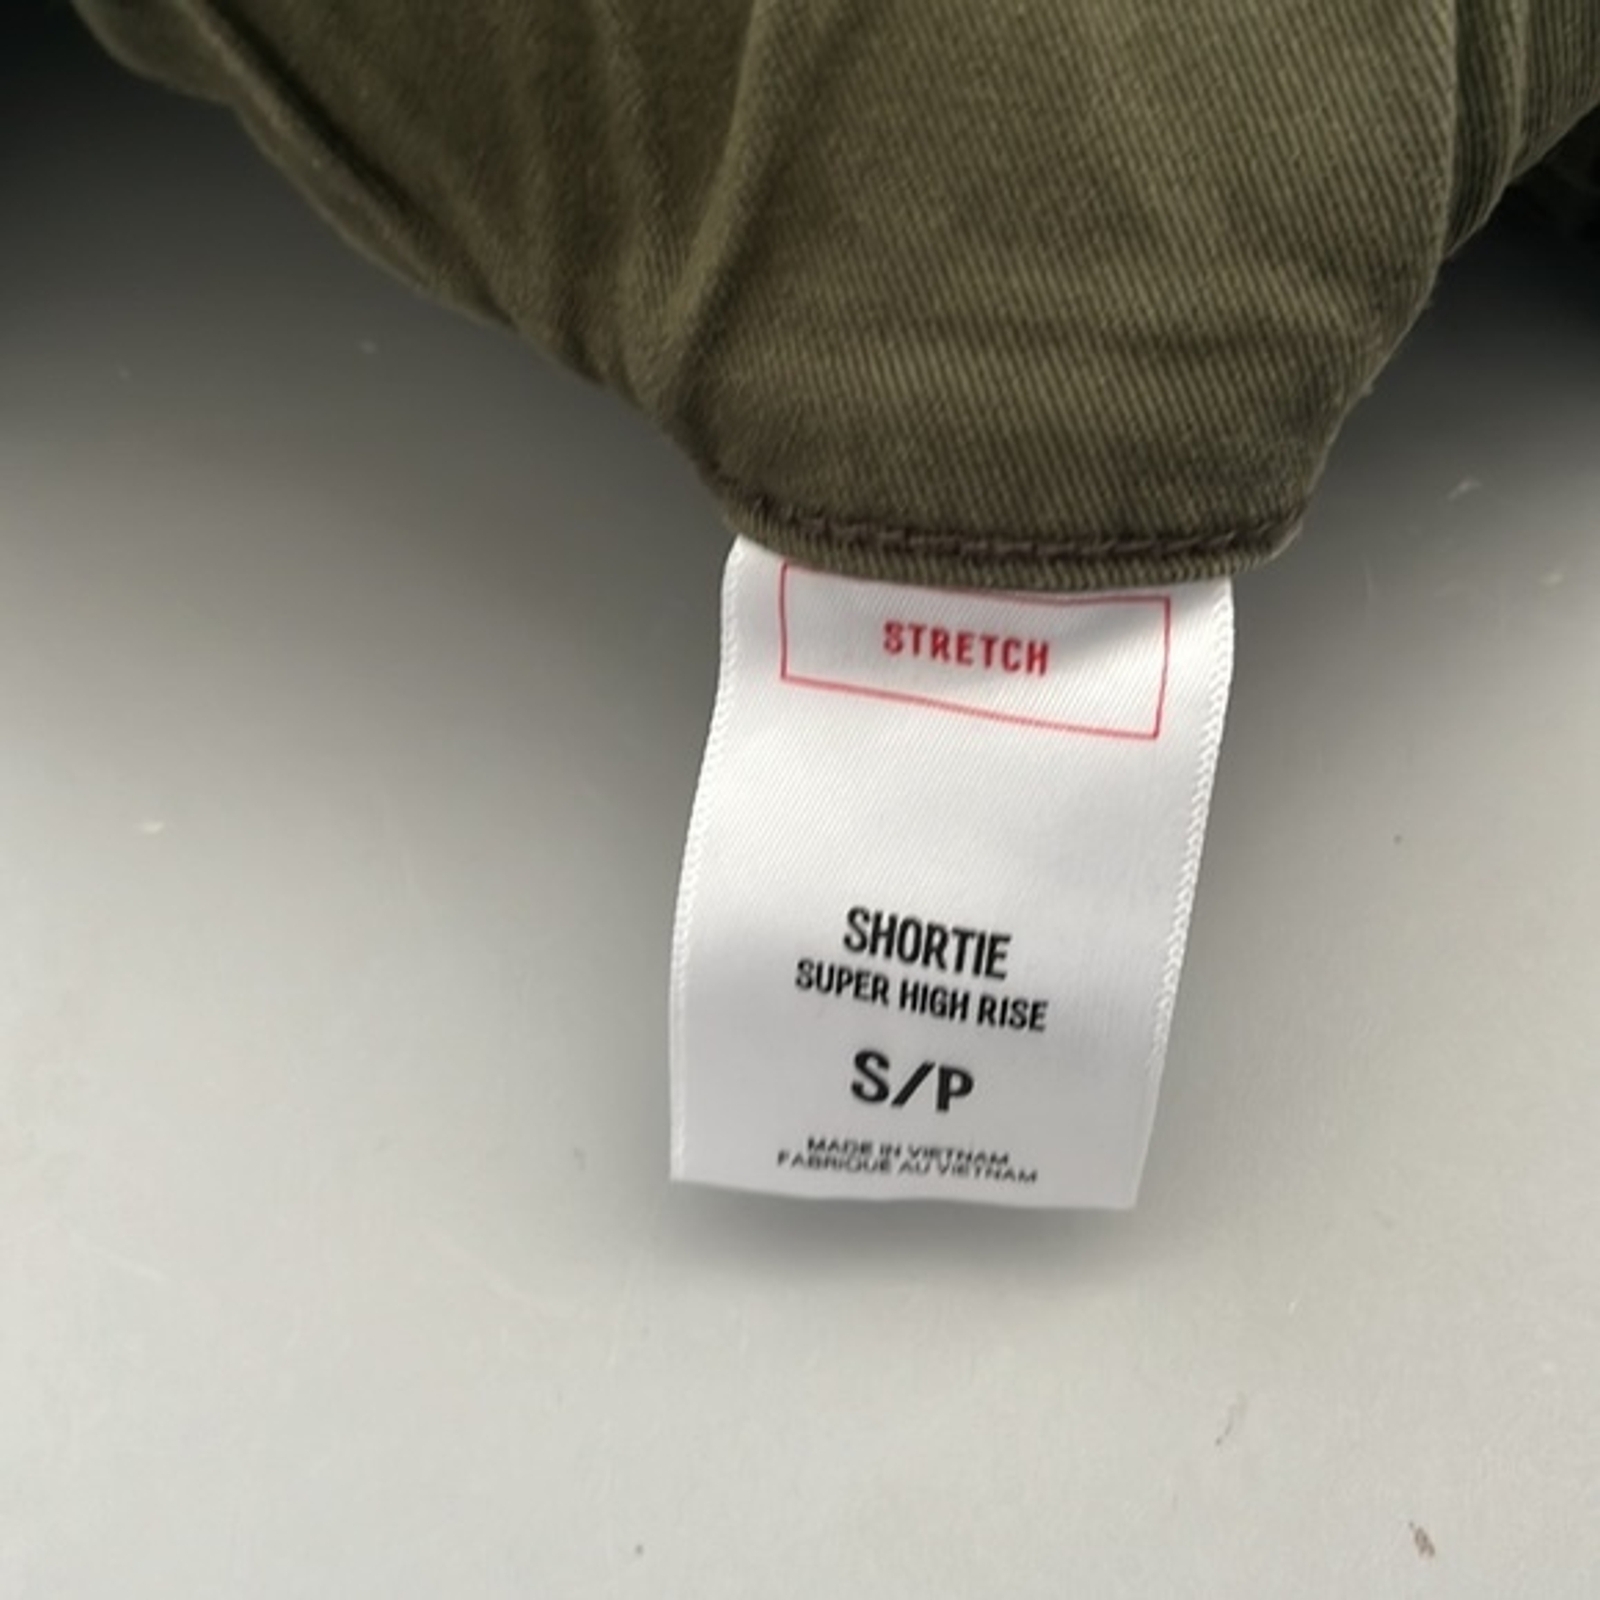 STRETCH
SHORTIE
SUPER HIGH RISE
S/P
MADE IN VIETNAM
FABRIQUE AU VIETNAM